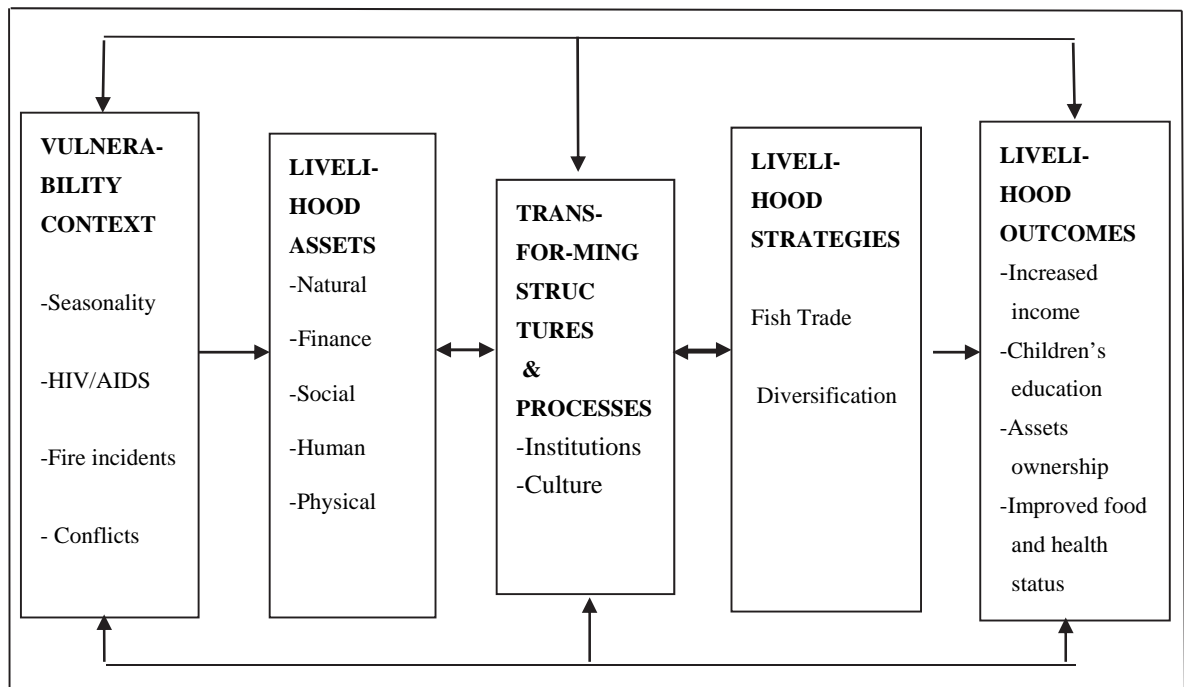 VULNERA-
BILITY
CONTEXT
-Seasonality
-HIV/AIDS
-Fire incidents
- Conflicts
LIVELI-
HOOD
ASSETS
-Natural
-Finance
-Social
-Human
-Physical
TRANS-
FOR-MING
STRUC
TURES
&
PROCESSES
-Institutions
-Culture
LIVELI-
HOOD
STRATEGIES
Fish Trade
Diversification
LIVELI-
HOOD
OUTCOMES
-Increased
income
-Children’s
education
-Assets
ownership
-Improved food
and health
status